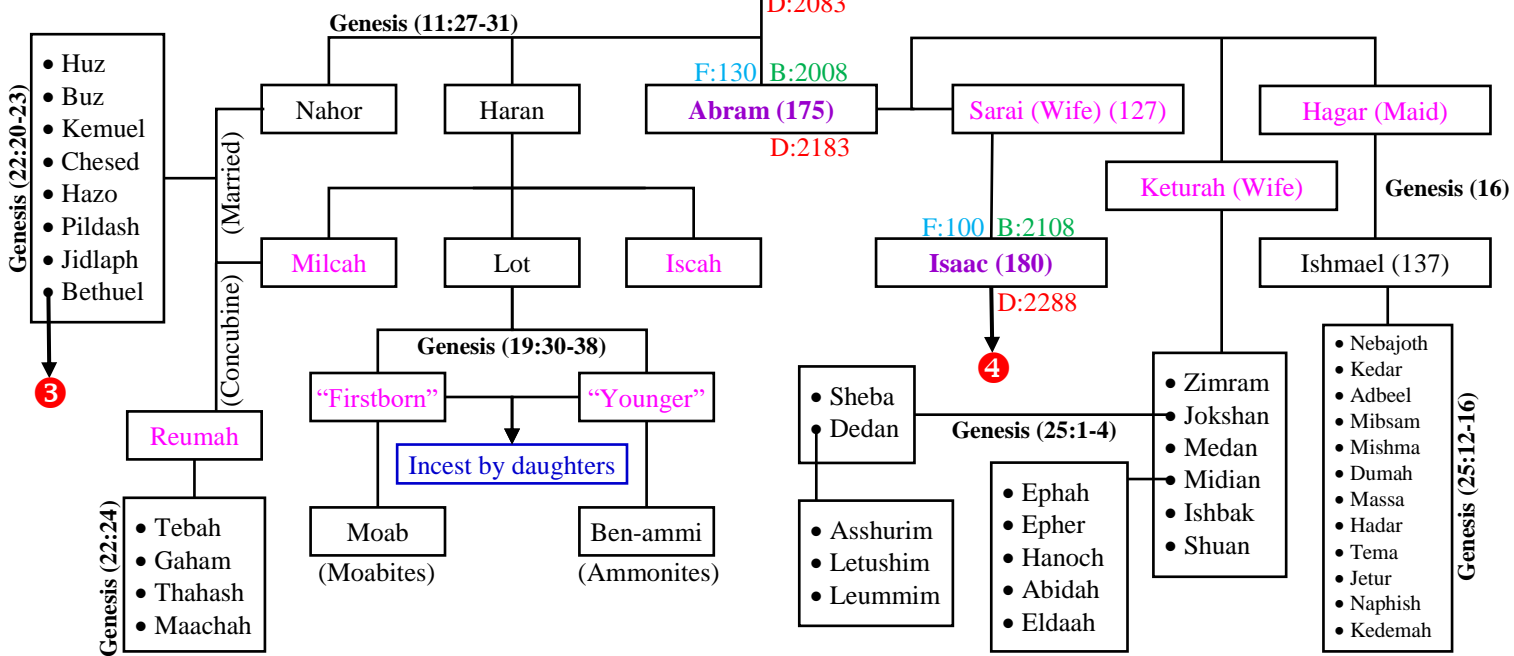 D:2083
Genesis (11:27-31)
Genesis (22:20-23)
• Huz
• Buz
• Kemuel
• Chesed
• Hazo
• Pildash
• Jidlaph
• Bethuel
3
(Married)
(Concubine)
Nahor
Haran
F:130 B:2008
Abram (175)
D:2183
Sarai (Wife) (127)
Hagar (Maid)
Keturah (Wife)
Genesis (16)
Milcah
Lot
Iscah
F:100 B:2108
Isaac (180)
D:2288
4
Ishmael (137)
Genesis (19:30-38)
“Firstborn”
“Younger”
Incest by daughters
Moab
(Moabites)
Ben-ammi
(Ammonites)
Reumah
Genesis (22:24)
• Tebah
• Gaham
• Thahash
• Maachah
• Sheba
• Dedan
Genesis (25:1-4)
• Asshurim
• Letushim
• Leummim
• Ephah
• Epher
• Hanoch
• Abidah
• Eldaah
• Zimram
• Jokshan
• Medan
• Midian
• Ishbak
• Shuan
• Nebajoth
• Kedar
• Adbeel
• Mibsam
• Mishma
• Dumah
• Massa
• Hadar
• Tema
• Jetur
• Naphish
• Kedemah
Genesis (25:12-16)